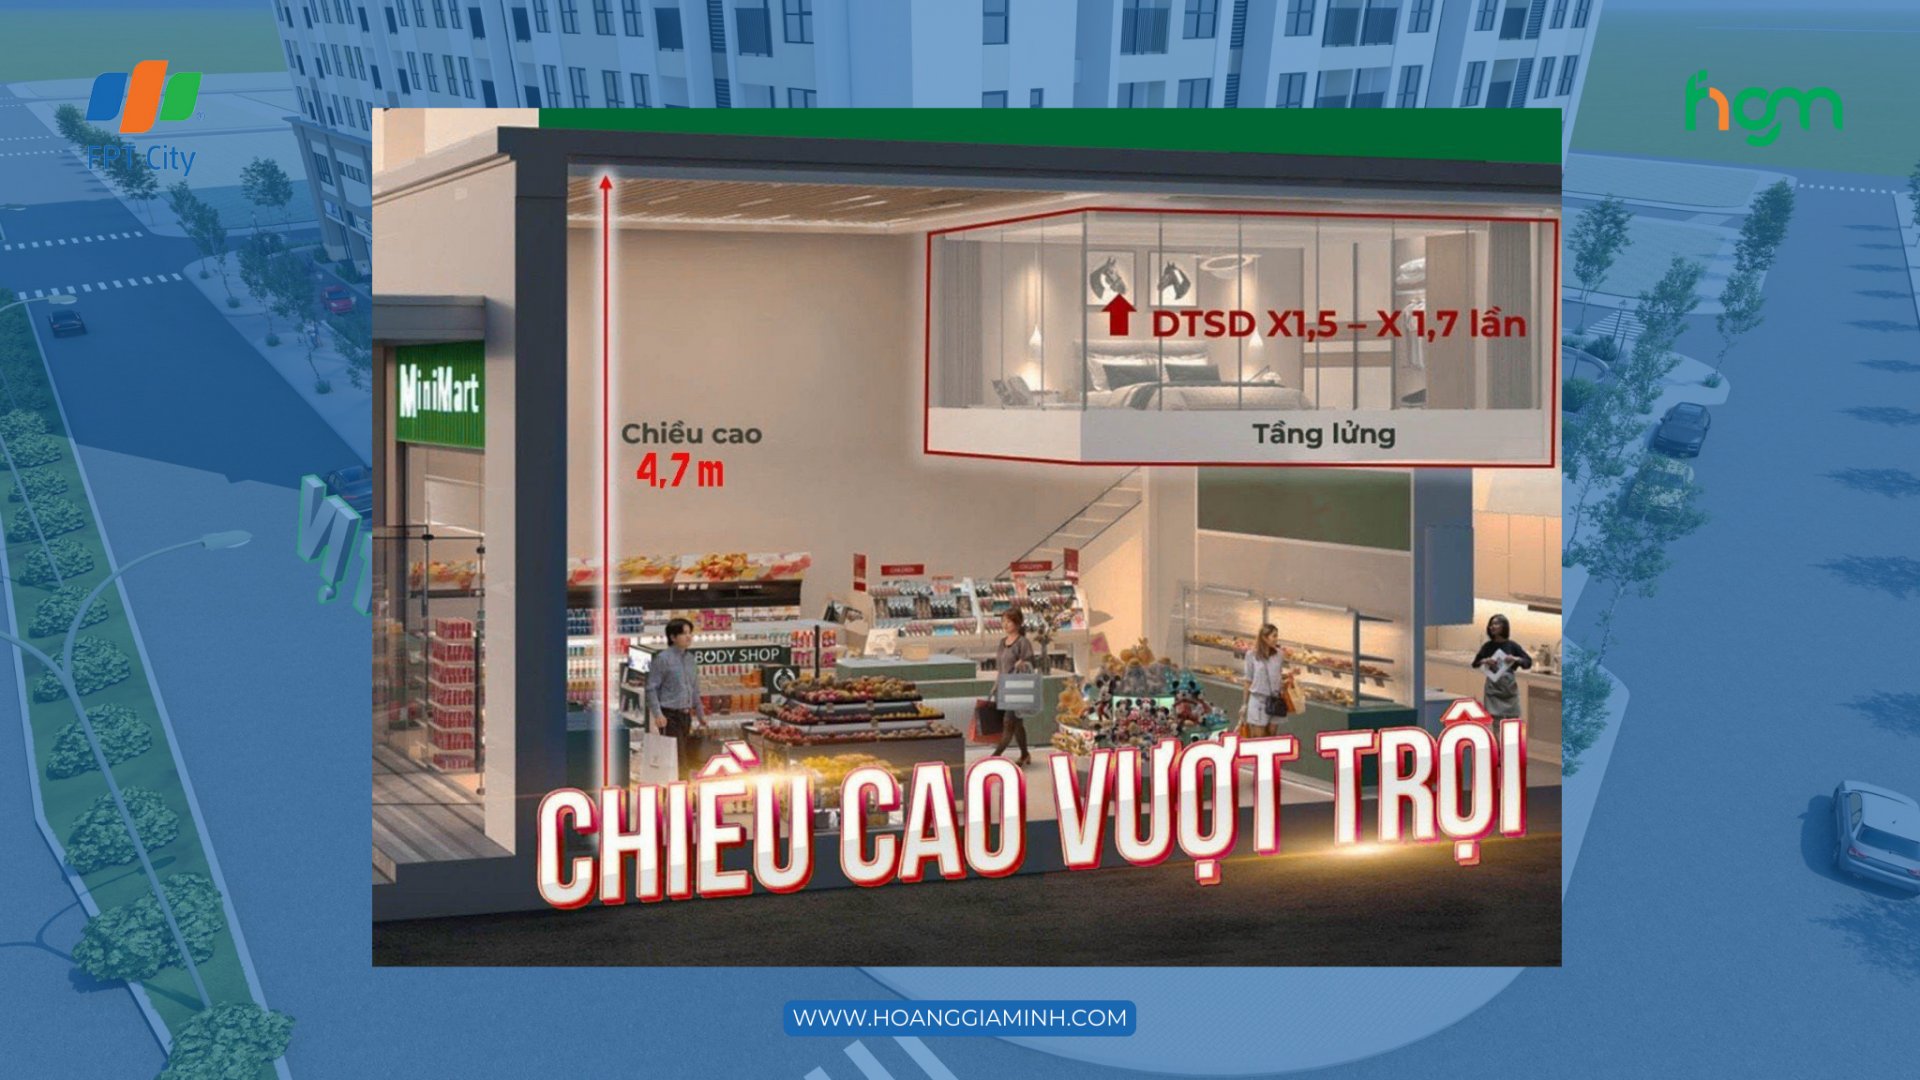 FPT City
hgm
DTSD X1,5 – X 1,7 lần
MiniMart
Chiều cao
4,7 m
Tầng lửng
BODY SHOP
CHIỀU CAO VƯỢT TRỘI
WWW.HOANGGIAMINH.COM